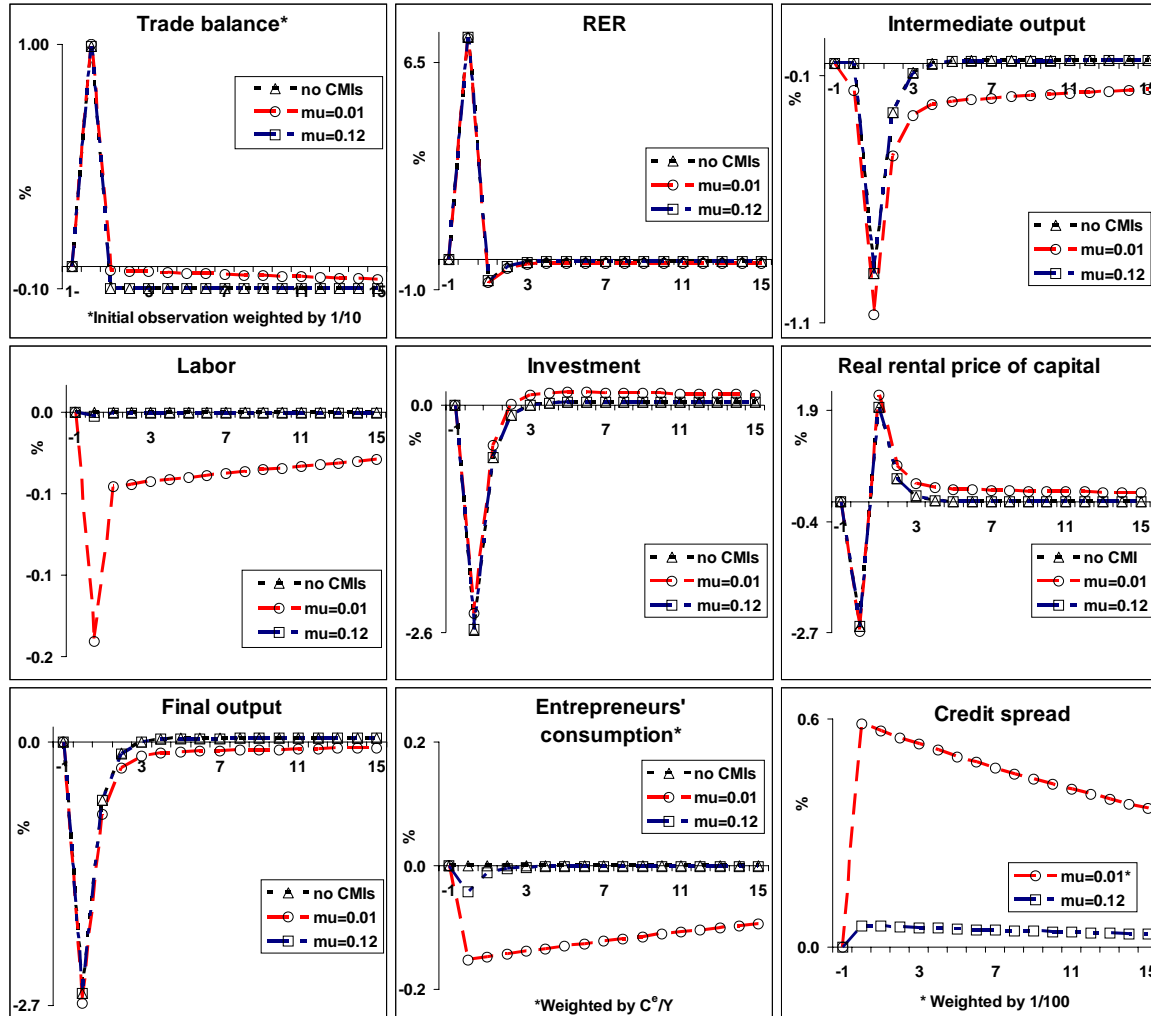 Trade balance*
1.00
no CMIs
mu=0.01
mu=0.12
%
-0.10
1-
3
7
11
15
*Initial observation weighted by 1/10
RER
6.5
%
no CMIs
mu=0.01
mu=0.12
-1.0
-1
3
7
11
15
Intermediate output
-1
3
7
11
15
-0.1
%
no CMIs
mu=0.01
mu=0.12
-1.1
Labor
0.0
-1
3
7
11
15
%
-0.1
-0.1
no CMIs
mu=0.01
mu=0.12
-0.2
Investment
0.0
-1
3
7
11
15
%
no CMIs
mu=0.01
mu=0.12
-2.6
Real rental price of capital
1.9
%
-0.4
-1
3
7
11
15
no CMI
mu=0.01
mu=0.12
-2.7
Final output
0.0
-1
3
7
11
15
%
no CMIs
mu=0.01
mu=0.12
-2.7
Entrepreneurs'
consumption*
0.2
no CMIs
mu=0.01
mu=0.12
%
0.0
-1
3
7
11
15
-0.2
*Weighted by Cᵉ/Y
Credit spread
0.6
%
mu=0.01*
mu=0.12
0.0
-1
3
7
11
15
* Weighted by 1/100